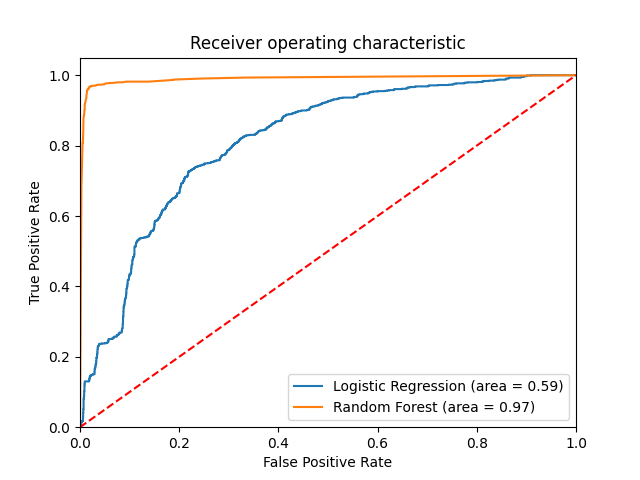 Receiver operating characteristic
True Positive Rate
1.0
0.8
0.6
0.4
0.2
0.0
Logistic Regression (area = 0.59)
Random Forest (area = 0.97)
0.0 0.2 0.4 0.6 0.8 1.0
False Positive Rate